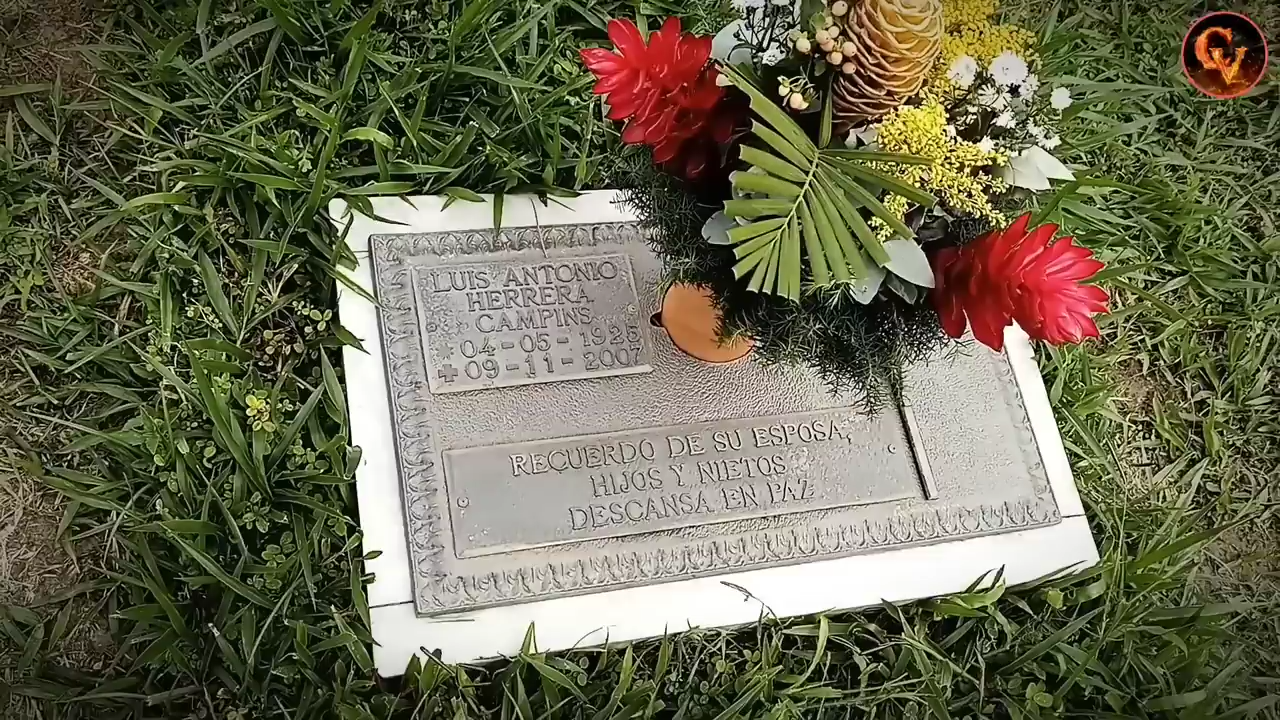 CV
LUIS ANTONIO
HERRERA
CAMPINS
* 04-05-1925
✝ 09-11-2007
RECUERDO DE SU ESPOSA,
HIJOS Y NIETOS
DESCANSA EN PAZ